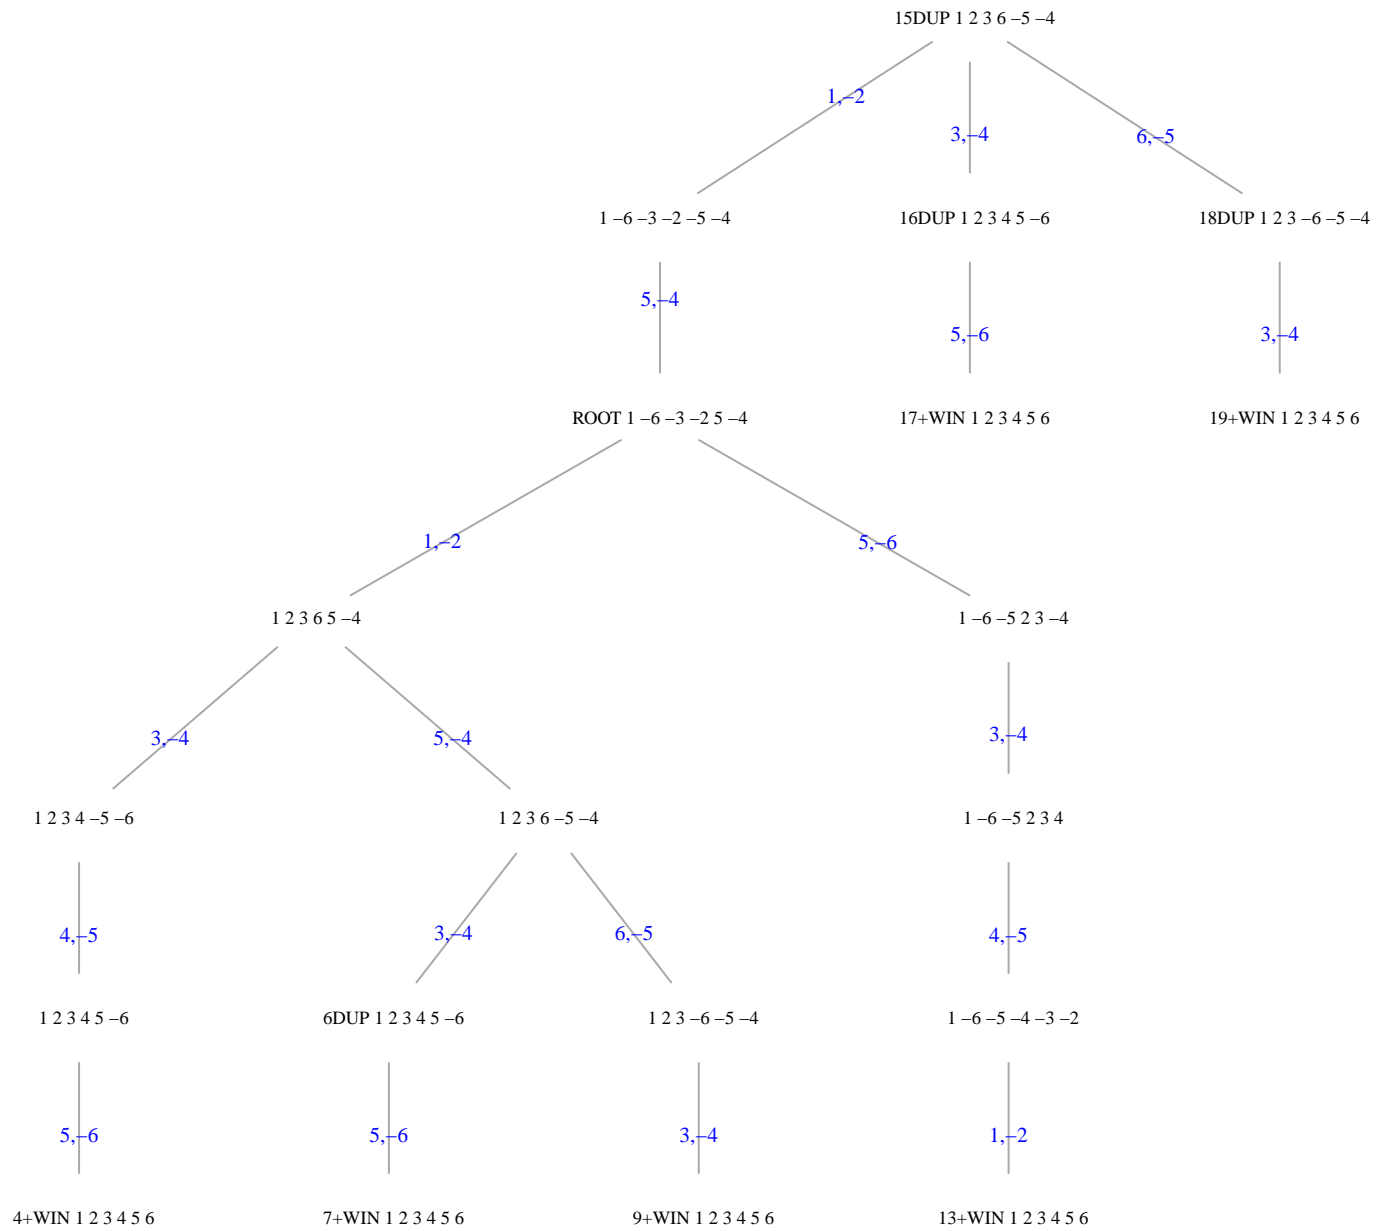 15DUP 1 2 3 6 –5 –4
1,–2
3,–4
6,–5
1 –6 –3 –2 –5 –4
16DUP 1 2 3 4 5 –6
18DUP 1 2 3 –6 –5 –4
5,–4
5,–6
3,–4
ROOT 1 –6 –3 –2 5 –4
17+WIN 1 2 3 4 5 6
19+WIN 1 2 3 4 5 6
1,–2
5,–6
1 2 3 6 5 –4
1 –6 –5 2 3 –4
3,–4
5,–4
3,–4
1 2 3 4 –5 –6
1 2 3 6 –5 –4
1 –6 –5 2 3 4
4,–5
3,–4
6,–5
4,–5
1 2 3 4 5 –6
6DUP 1 2 3 4 5 –6
1 2 3 –6 –5 –4
1 –6 –5 –4 –3 –2
5,–6
5,–6
3,–4
1,–2
4+WIN 1 2 3 4 5 6
7+WIN 1 2 3 4 5 6
9+WIN 1 2 3 4 5 6
13+WIN 1 2 3 4 5 6